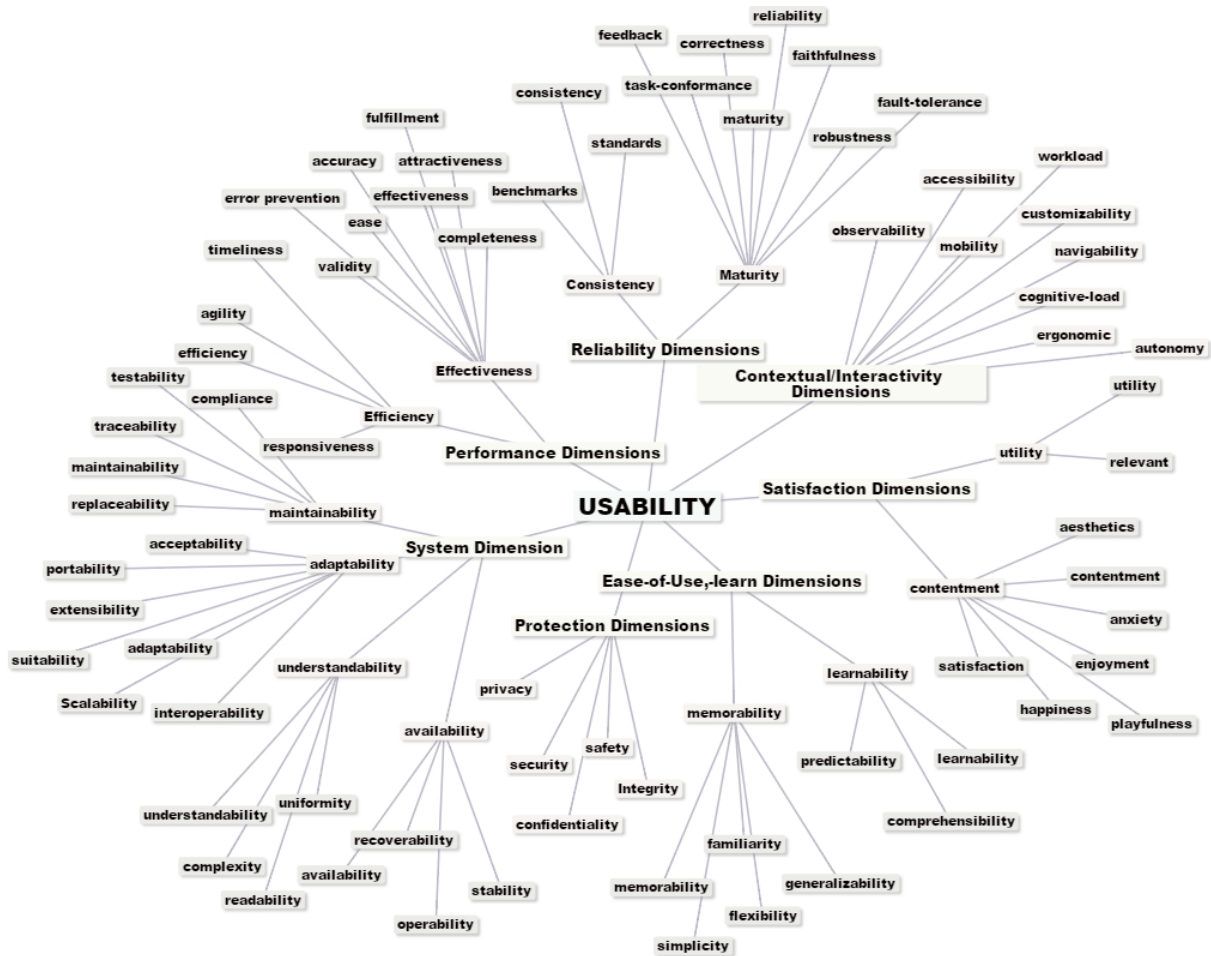 reliability
feedback
correctness
faithfulness
task-conformance
consistency
fault-tolerance
fulfillment
maturity
robustness
standards
workload
accuracy
attractiveness
accessibility
benchmarks
effectiveness
error prevention
customizability
ease
observability
completeness
mobility
timeliness
navigability
validity
Maturity
Consistency
cognitive-load
agility
ergonomic
autonomy
Reliability Dimensions
efficiency
Effectiveness
Contextual/Interactivity
Dimensions
testability
utility
compliance
Efficiency
traceability
responsiveness
Performance Dimensions
utility
relevant
maintainability
Satisfaction Dimensions
replaceability
maintainability
USABILITY
aesthetics
acceptability
System Dimension
adaptability
portability
contentment
Ease-of-Use,-learn Dimensions
contentment
extensibility
anxiety
Protection Dimensions
adaptability
suitability
understandability
satisfaction
enjoyment
learnability
privacy
Scalability
interoperability
memorability
happiness
playfulness
availability
safety
security
predictability
learnability
Integrity
uniformity
understandability
confidentiality
comprehensibility
recoverability
familiarity
complexity
availability
memorability
generalizability
stability
readability
flexibility
operability
simplicity